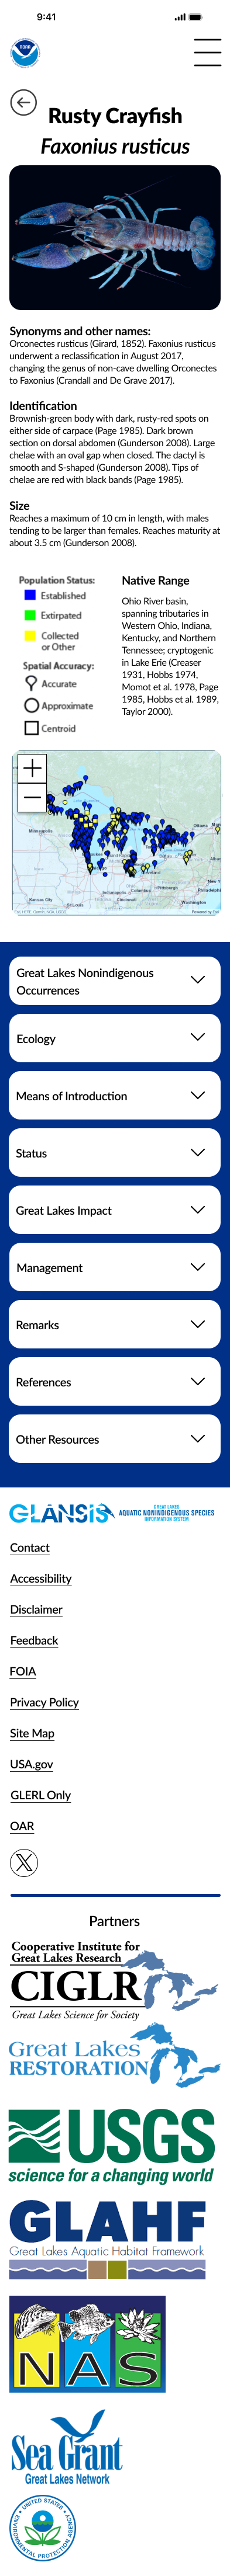 9:41
NOAA
Rusty Crayfish
Faxonius rusticus
Synonyms and other names:
Orconectes rusticus (Girard, 1852). Faxonius rusticus
underwent a reclassification in August 2017,
changing the genus of non-cave dwelling Orconectes
to Faxonius (Crandall and De Grave 2017).
Identification
Brownish-green body with dark, rusty-red spots on
either side of carapace (Page 1985). Dark brown
section on dorsal abdomen (Gunderson 2008). Large
chelae with an oval gap when closed. The dactyl is
smooth and S-shaped (Gunderson 2008). Tips of
chelae are red with black bands (Page 1985).
Size
Reaches a maximum of 10 cm in length, with males
tending to be larger than females. Reaches maturity at
about 3.5 cm (Gunderson 2008).
Population Status:
Established
Extirpated
Collected
or Other
Spatial Accuracy:
Accurate
Approximate
Centroid
Native Range
Ohio River basin,
spanning tributaries in
Western Ohio, Indiana,
Kentucky, and Northern
Tennessee; cryptogenic
in Lake Erie (Creaser
1931, Hobbs 1974,
Momot et al. 1978, Page
1985, Hobbs et al. 1989,
Taylor 2000).
Minneapolis
Ottawa
Indianapolis
Columbus
Pittsburgh
Philadelphi
Kansas City
St Louis
Cincinnati
Washington
Great Lakes Nonindigenous
Occurrences
Ecology
Means of Introduction
Status
Great Lakes Impact
Management
Remarks
References
Other Resources
GLANSIS
GREAT LAKES
AQUATIC NONINDIGENOUS SPECIES
INFORMATION SYSTEM
Contact
Accessibility
Disclaimer
Feedback
FOIA
Privacy Policy
Site Map
USA.gov
GLERL Only
OAR
Partners
Cooperative Institute for
Great Lakes Research
CIGLR
Great Lakes Science for Society
Great Lakes
RESTORATION
USGS
science for a changing world
GLAHF
Great Lakes Aquatic Habitat Framework
NAS
Sea Grant
Great Lakes Network
UNITED STATES
ENVIRONMENTAL PROTECTION AGENCY